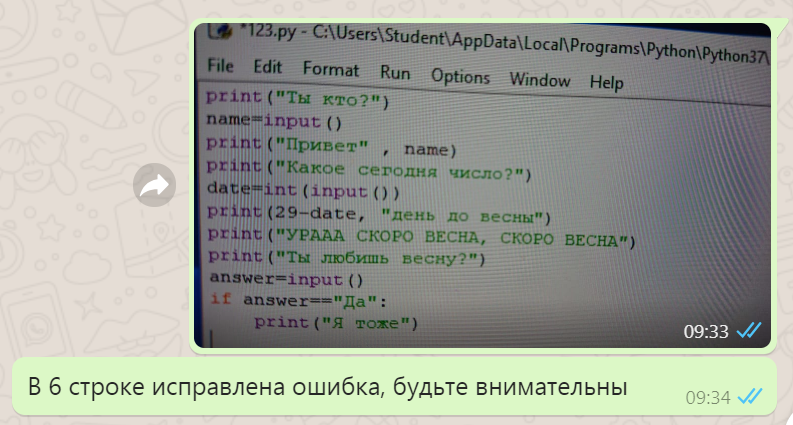 *123.py - C:\Users\Student\AppData\Local\Programs\Python\Python37\
File Edit Format Run Options Window Help
print("Ты кто?")
name=input()
print("Привет" , name)
print("Какое сегодня число?")
date=int(input())
print(29-date, "день до весны")
print("УРААА СКОРО ВЕСНА, СКОРО ВЕСНА")
print("Ты любишь весну?")
answer=input()
if answer=="Да":
    print("Я тоже")
09:33
В 6 строке исправлена ошибка, будьте внимательны
09:34